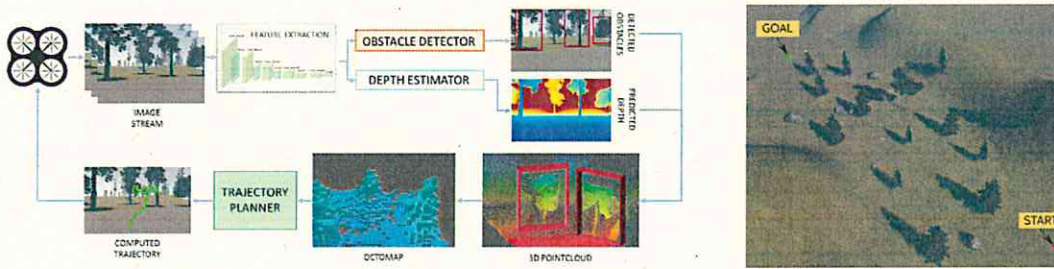 FEATURE EXTRACTION
OBSTACLE DETECTOR
DETECTED
OBSTACLES
DEPTH ESTIMATOR
PREDICTED
DEPTH
IMAGE
STREAM
TRAJECTORY
PLANNER
COMPUTED
TRAJECTORY
OCTOMAP
3D POINTCLOUD
GOAL
START